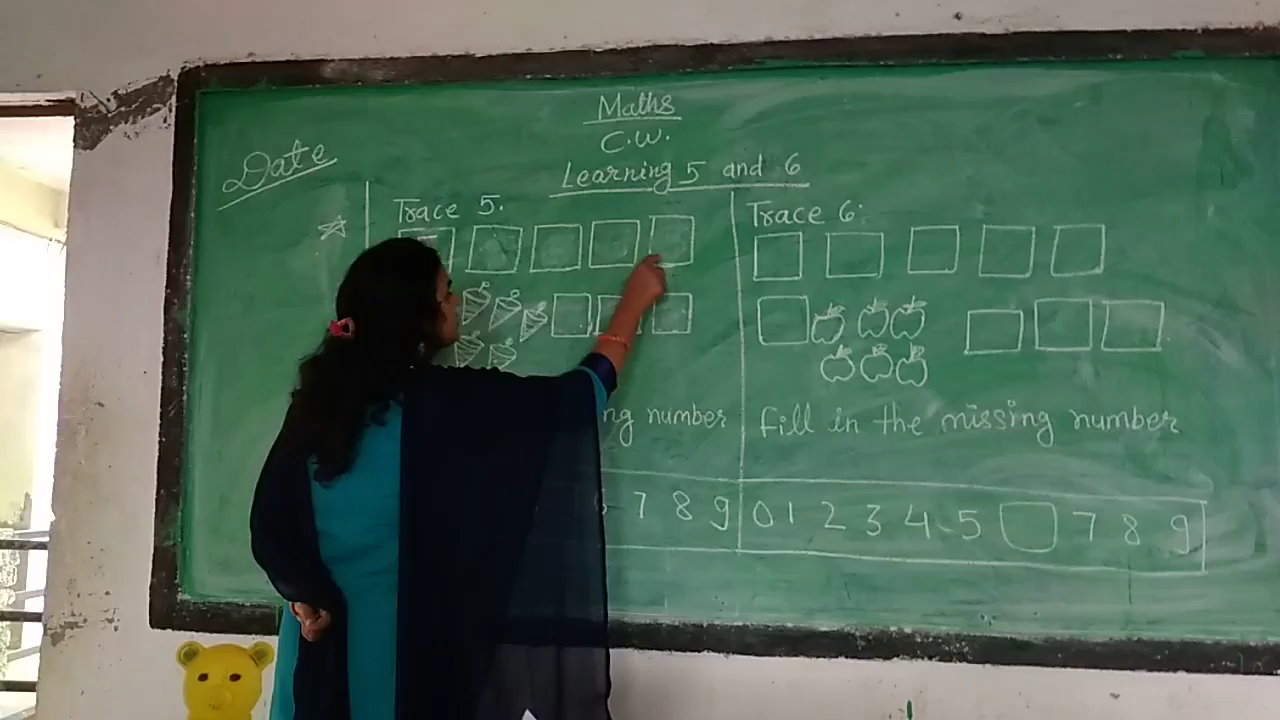 Maths
C.W.
Date
Learning 5 and 6
Trace 5.
Trace 6:
ng number
fill in the missing number
7 8 9
0 1 2 3 4 5 7 8 9